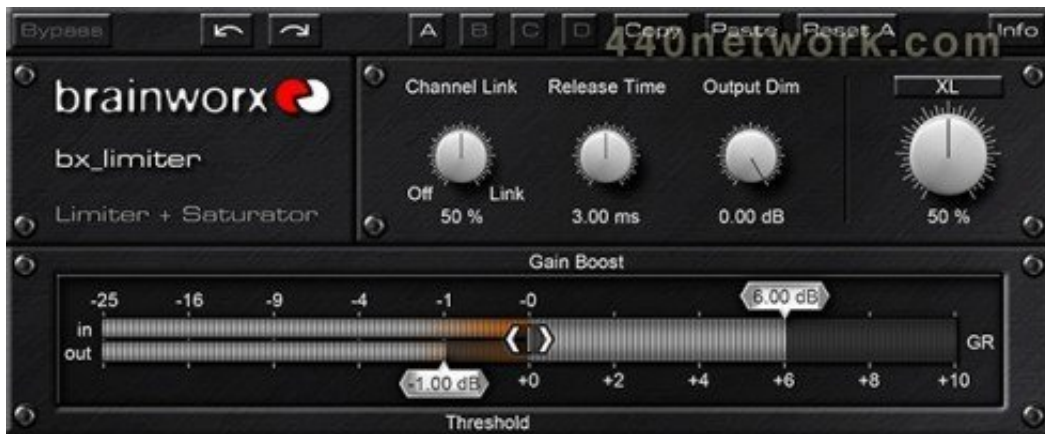 Bypass A B C D Copy Paste Reset A Info
440network.com
brainworx
bx_limiter
Limiter + Saturator
Channel Link Release Time Output Dim XL
Off Link
50 % 3.00 ms 0.00 dB 50 %
Gain Boost
-25 -16 -9 -4 -1 -0 6.00 dB
in
out GR
-1.00 dB +0 +2 +4 +6 +8 +10
Threshold